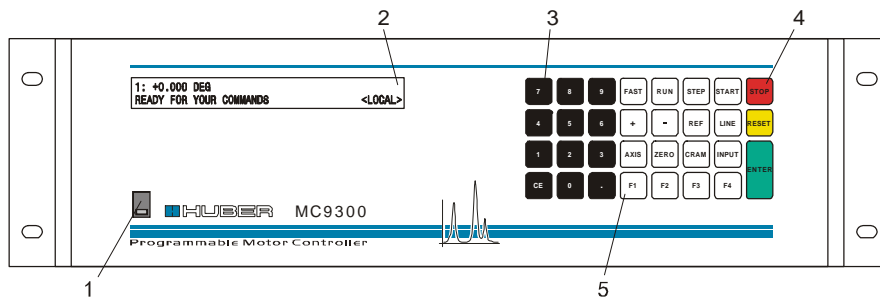 2 3 4
1: +0.000 DEG
READY FOR YOUR COMMANDS <LOCAL>
7 8 9 FAST RUN STEP START STOP
4 5 6 + - REF LINE RESET
1 2 3 AXIS ZERO CRAM INPUT ENTER
CE 0 . F1 F2 F3 F4
HUBER MC9300
Programmable Motor Controller
1 5